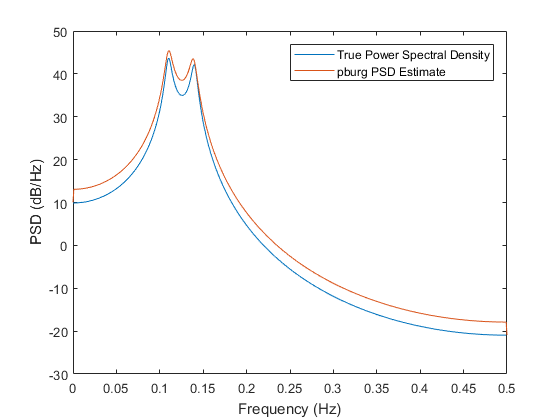 50
40
30
20
10
0
-10
-20
-30
PSD (dB/Hz)
True Power Spectral Density
pburg PSD Estimate
0 0.05 0.1 0.15 0.2 0.25 0.3 0.35 0.4 0.45 0.5
Frequency (Hz)